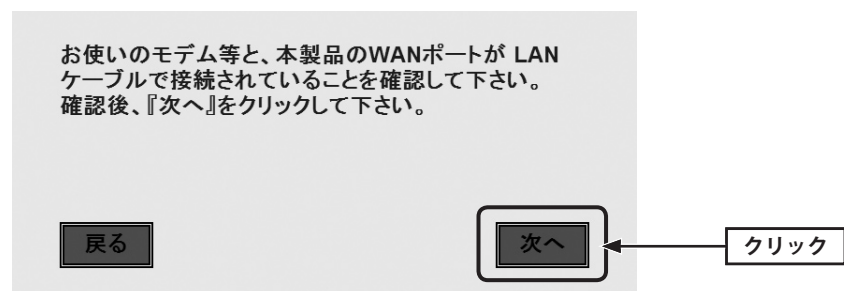 お使いのモデム等と、本製品のWANポートが LAN
ケーブルで接続されていることを確認して下さい。
確認後、『次へ』をクリックして下さい。
戻る
次へ
クリック